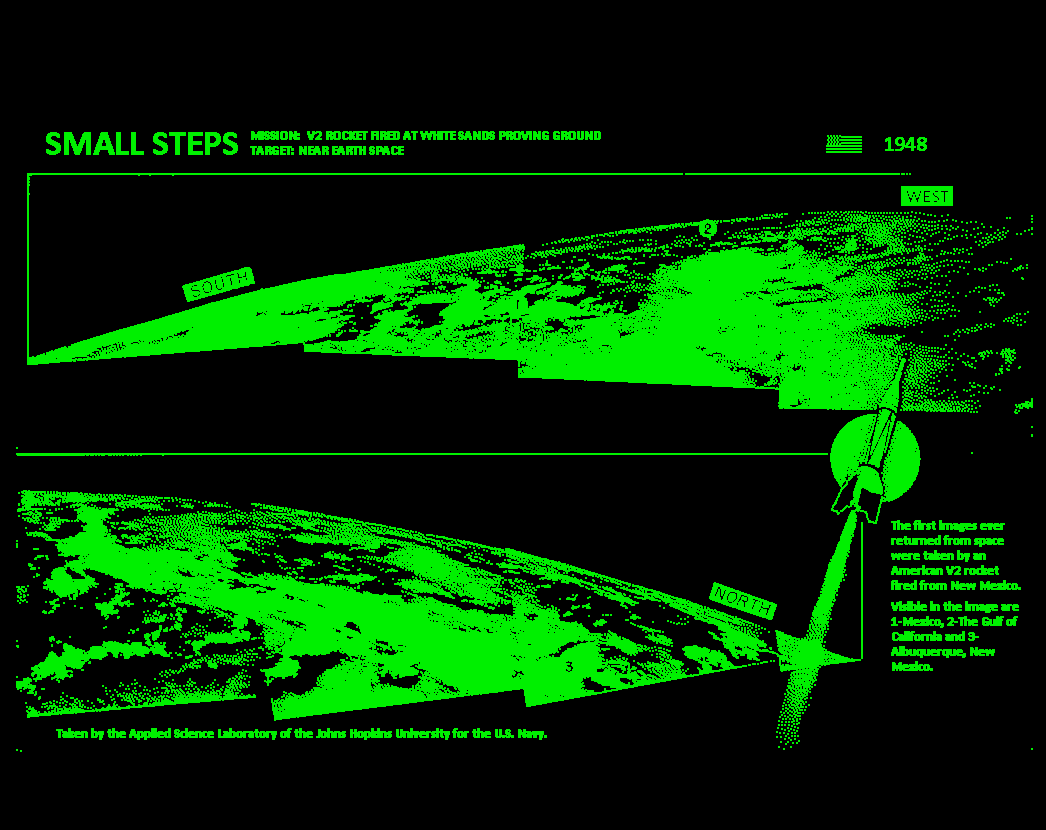 SMALL STEPS
MISSION: V2 ROCKET FIRED AT WHITE SANDS PROVING GROUND
TARGET: NEAR EARTH SPACE
1948
WEST
2
SOUTH
1
The first images ever
returned from space
were taken by an
American V2 rocket
fired from New Mexico.
Visible in the image are
1-Mexico, 2-The Gulf of
California and 3-
Albuquerque, New
Mexico.
NORTH
3
Taken by the Applied Science Laboratory of the Johns Hopkins University for the U.S. Navy.